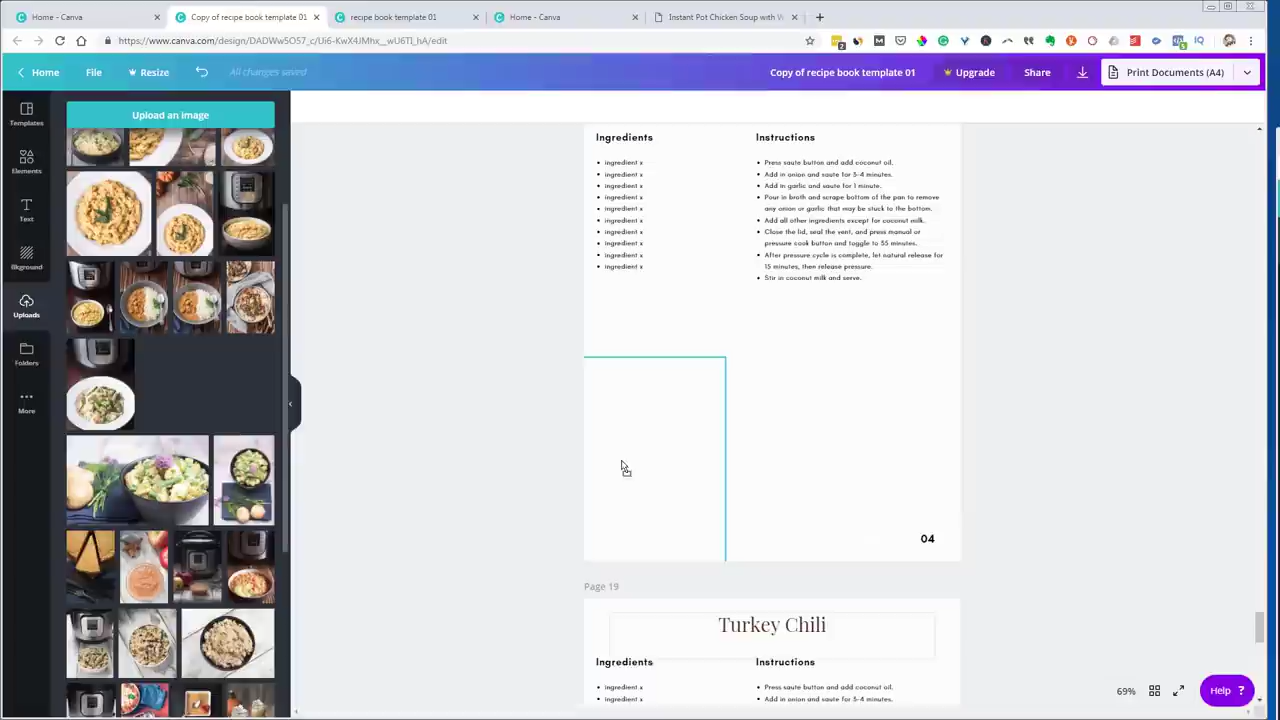 Home - Canva
Copy of recipe book template 01
recipe book template 01
Home - Canva
Instant Pot Chicken Soup with
Home
File
Resize
All changes saved
Copy of recipe book template 01
Upgrade
Share
Print Documents (A4)
Templates
Elements
Text
Bkground
Uploads
Folders
More
Upload an image
Ingredients
Instructions
ingredient x
ingredient x
ingredient x
ingredient x
ingredient x
ingredient x
ingredient x
ingredient x
ingredient x
ingredient x
Press saute button and add coconut oil.
Add in onion and saute for 3-4 minutes.
Add in garlic and saute for 1 minute.
Pour in broth and scrape bottom of the pan to remove
any onion or garlic that may be stuck to the bottom.
Add all other ingredients except for coconut milk.
Close the lid, seal the vent, and press manual or
pressure cook button and toggle to 35 minutes.
After pressure cycle is complete, let natural release for
15 minutes, then release pressure.
Stir in coconut milk and serve.
04
Page 19
Turkey Chili
Ingredients
Instructions
ingredient x
ingredient x
Press saute button and add coconut oil.
Add in onion and saute for 3-4 minutes.
69%
Help ?